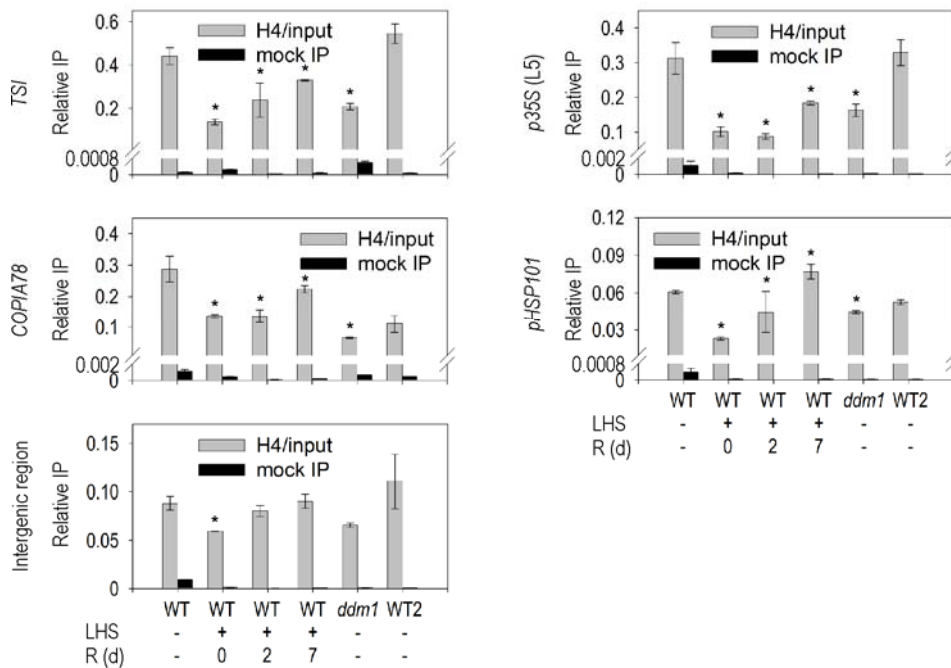 TSI
Relative IP
0.6
0.4
0.2
0.0008
0
H4/input
mock IP
p35S (L5)
Relative IP
0.4
0.3
0.2
0.1
0.002
0
H4/input
mock IP
COPIA78
Relative IP
0.4
0.3
0.2
0.1
0.002
0
H4/input
mock IP
pHSP101
Relative IP
0.12
0.09
0.06
0.03
0.0008
0
H4/input
mock IP
WT WT WT WT ddm1 WT2
LHS - + + + - -
R (d) - 0 2 7 - -
Intergenic region
Relative IP
0.15
0.10
0.05
0
H4/input
mock IP
WT WT WT WT ddm1 WT2
LHS - + + + - -
R (d) - 0 2 7 - -